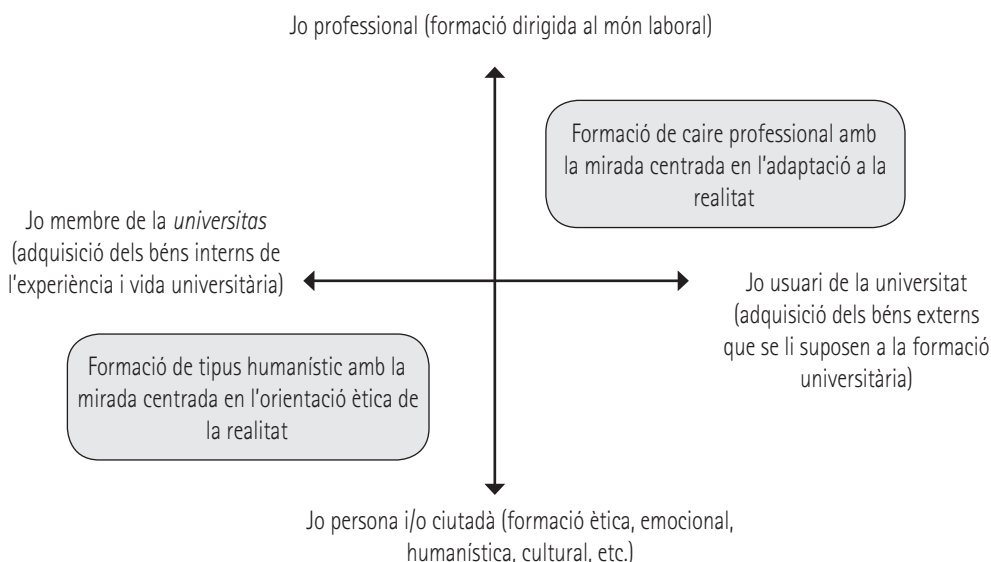 Jo professional (formació dirigida al món laboral)
Formació de caire professional amb
la mirada centrada en l'adaptació a la
realitat
Jo membre de la universitas
(adquisició dels béns interns de
l'experiència i vida universitària)
Jo usuari de la universitat
(adquisició dels béns externs
que se li suposen a la formació
universitària)
Formació de tipus humanístic amb la
mirada centrada en l'orientació ètica de
la realitat
Jo persona i/o ciutadà (formació ètica, emocional,
humanística, cultural, etc.)